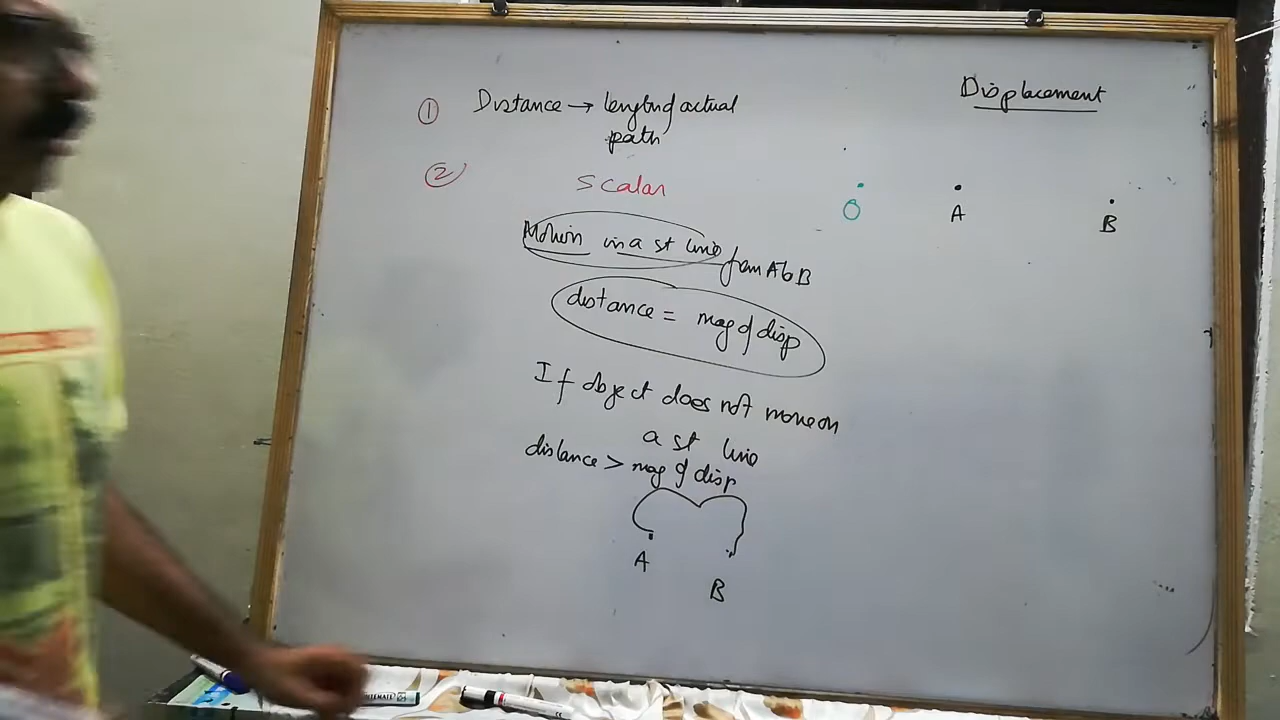 Displacement
① Distance → length of actual
path
② Scalar
O A B
Motion in a st line from A to B
distance = mag of disp
If object does not move on
a st line
distance > mag of disp
A
B